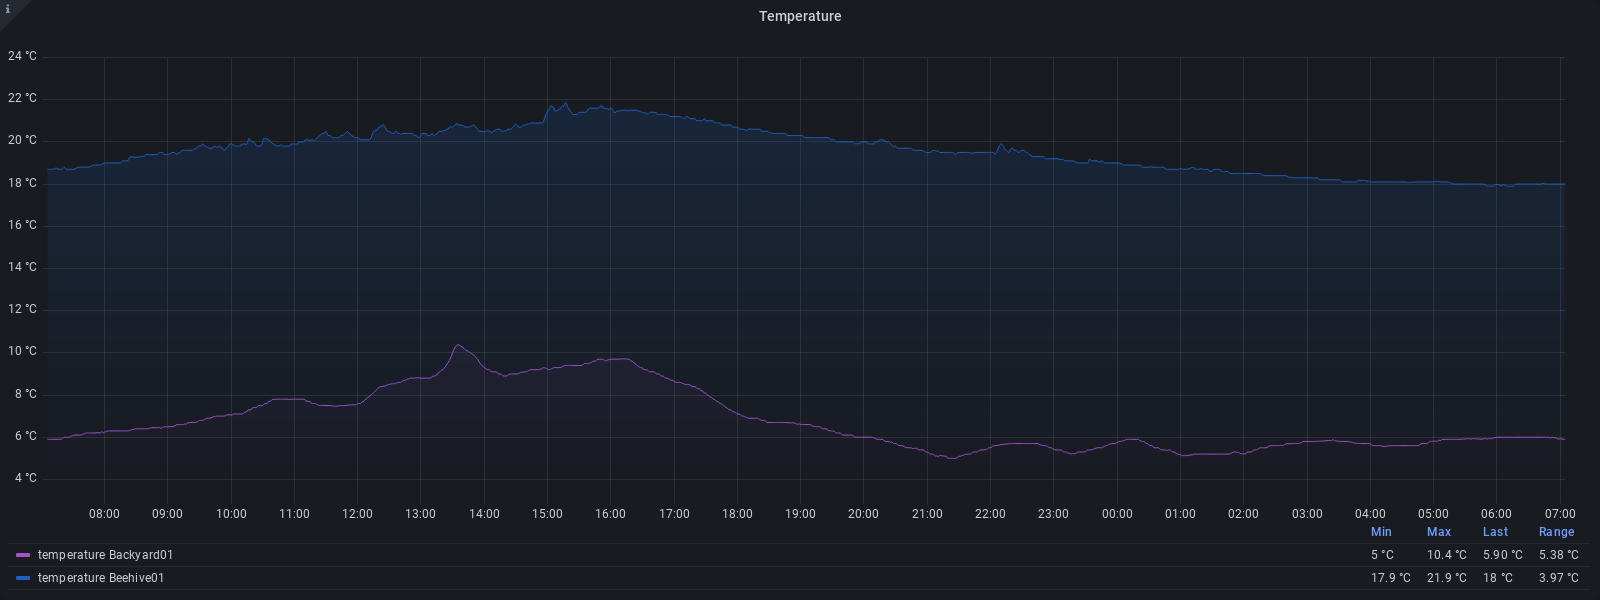 i
Temperature
24 °C
22 °C
20 °C
18 °C
16 °C
14 °C
12 °C
10 °C
8 °C
6 °C
4 °C
08:00 09:00 10:00 11:00 12:00 13:00 14:00 15:00 16:00 17:00 18:00 19:00 20:00 21:00 22:00 23:00 00:00 01:00 02:00 03:00 04:00 05:00 06:00 07:00
Min Max Last Range
temperature Backyard01 5 °C 10.4 °C 5.90 °C 5.38 °C
temperature Beehive01 17.9 °C 21.9 °C 18 °C 3.97 °C